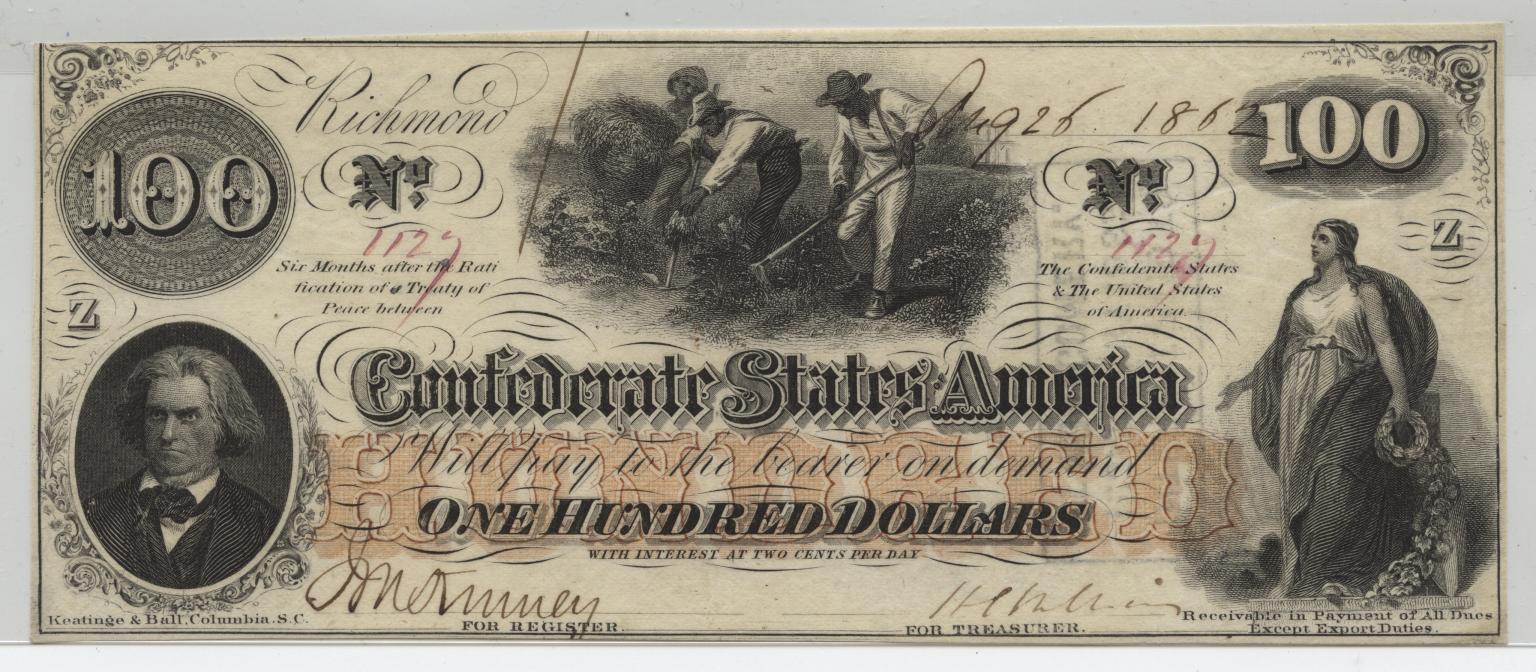 Richmond
Aug 26. 1862
100
100
No.
No.
1127
1127
Six Months after the Rati
fication of a Treaty of
Peace between
The Confederate States
& The United States
of America.
Z
Z
Confederate States America
HUNDRED
Will pay to the bearer on demand
ONE HUNDRED DOLLARS
WITH INTEREST AT TWO CENTS PER DAY
Keatinge & Ball, Columbia. S.C.
FOR REGISTER.
FOR TREASURER.
Receivable in Payment of All Dues
Except Export Duties.